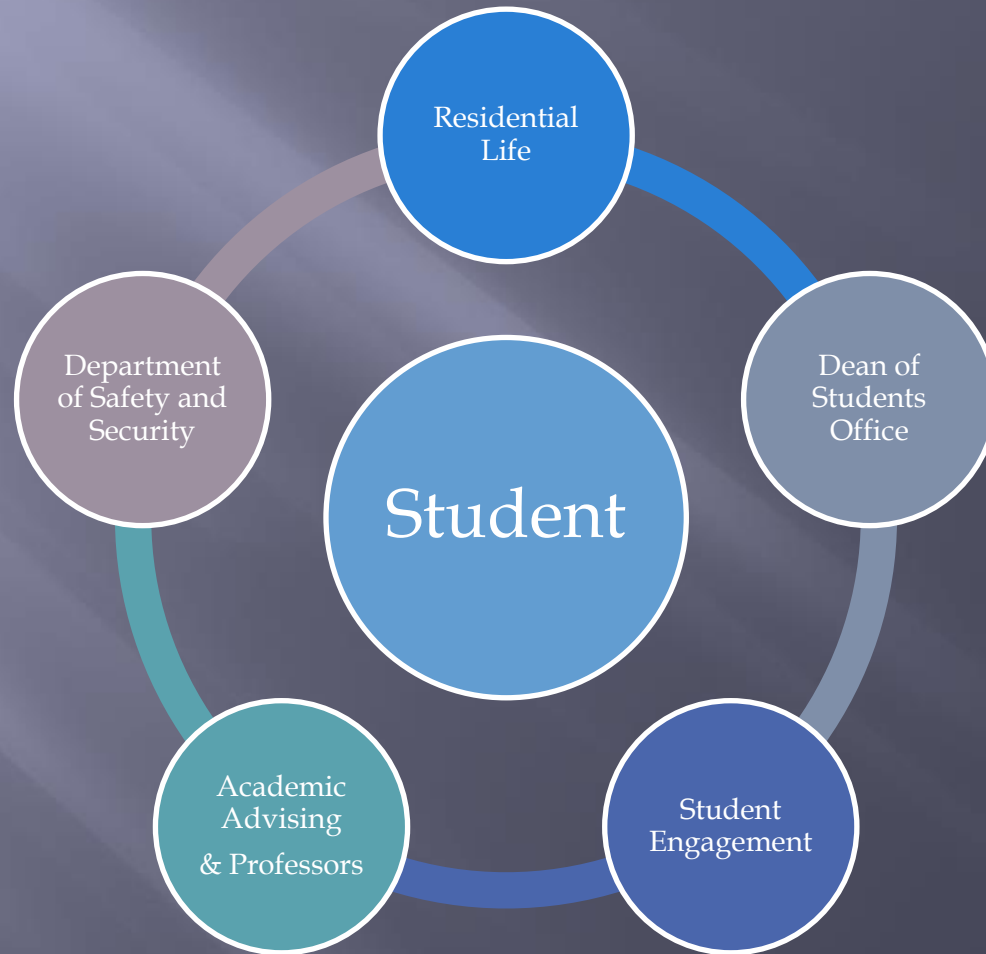 Residential
Life
Dean of
Students
Office
Student
Engagement
Academic
Advising
& Professors
Department
of Safety and
Security
Student